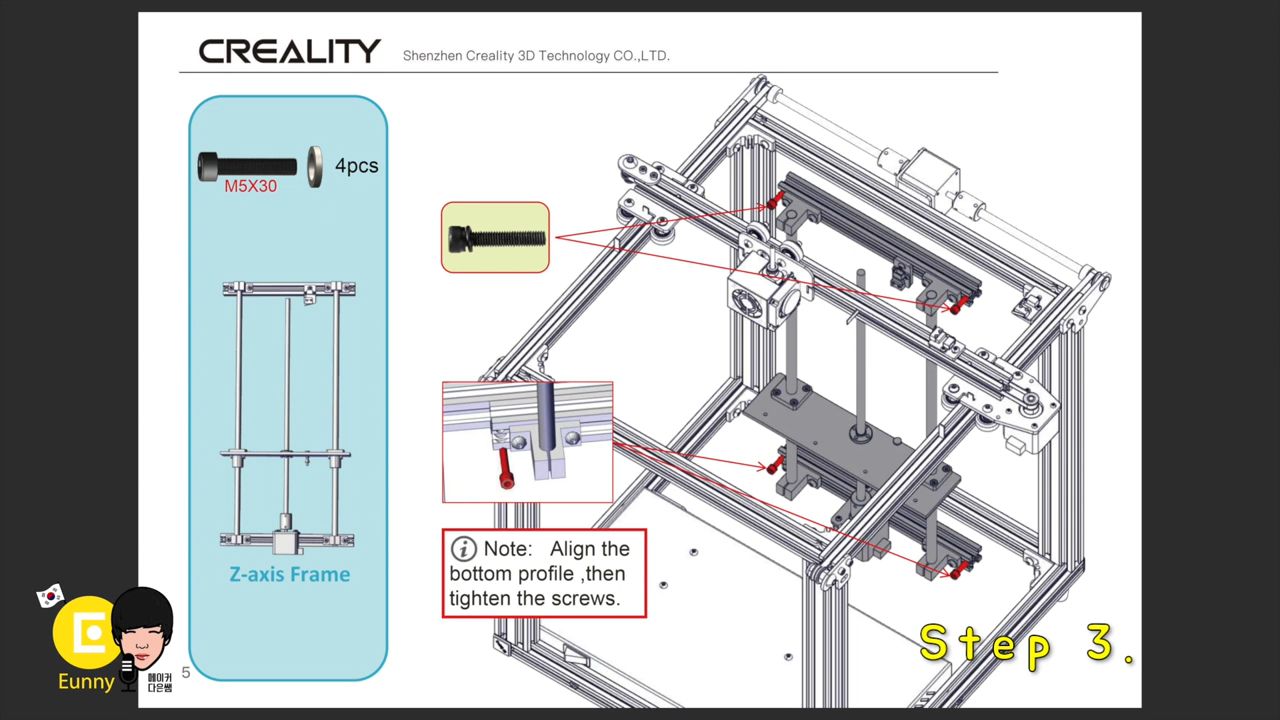 CREALITY
Shenzhen Creality 3D Technology CO.,LTD.
4pcs
M5X30
Note: Align the
bottom profile ,then
tighten the screws.
Z-axis Frame
Step 3.
Eunny
메이커
다은쌤
5